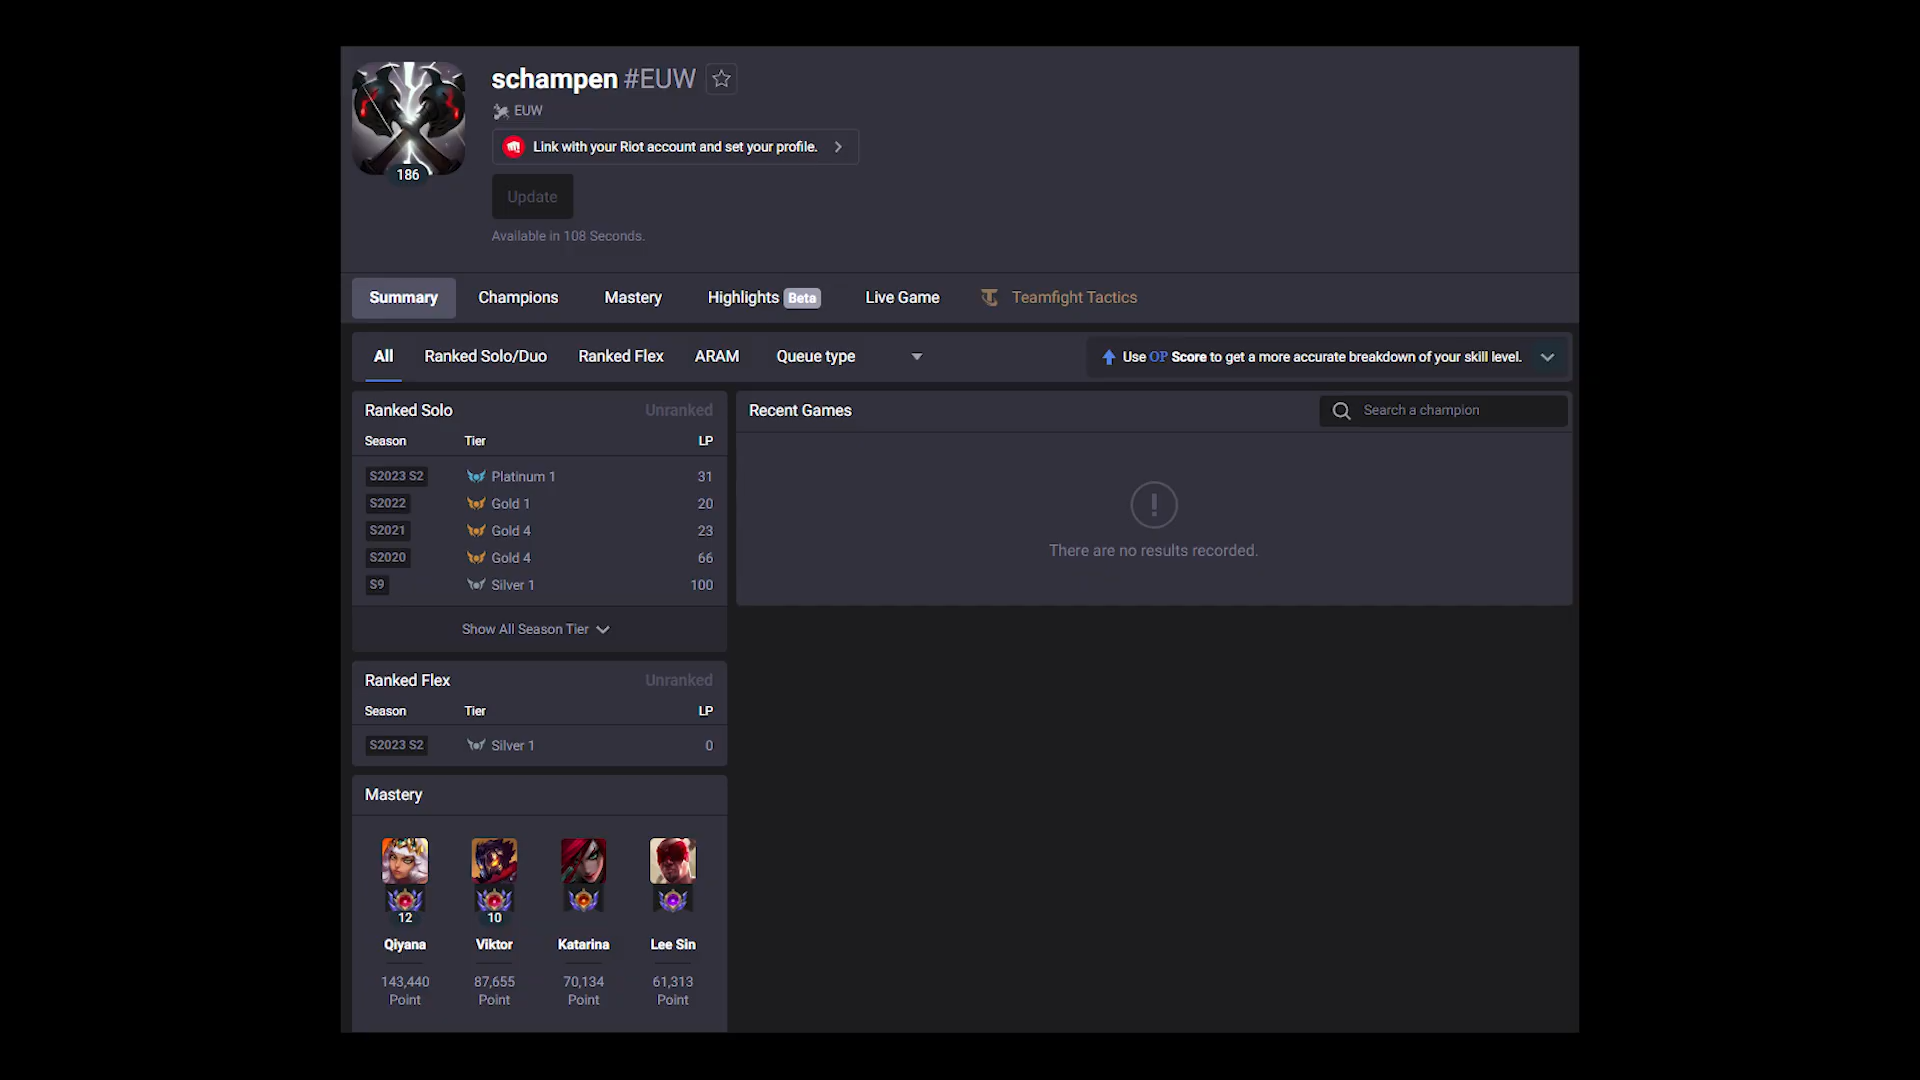 schampen #EUW
EUW
Link with your Riot account and set your profile.
186
Update
Available in 108 Seconds.
Summary Champions Mastery Highlights Beta Live Game Teamfight Tactics
All Ranked Solo/Duo Ranked Flex ARAM Queue type Use OP Score to get a more accurate breakdown of your skill level.
Ranked Solo Unranked
Season Tier LP
S2023 S2 Platinum 1 31
S2022 Gold 1 20
S2021 Gold 4 23
S2020 Gold 4 66
S9 Silver 1 100
Show All Season Tier
Recent Games Search a champion
There are no results recorded.
Ranked Flex Unranked
Season Tier LP
S2023 S2 Silver 1 0
Mastery
12 10
Qiyana Viktor Katarina Lee Sin
143,440 87,655 70,134 61,313
Point Point Point Point